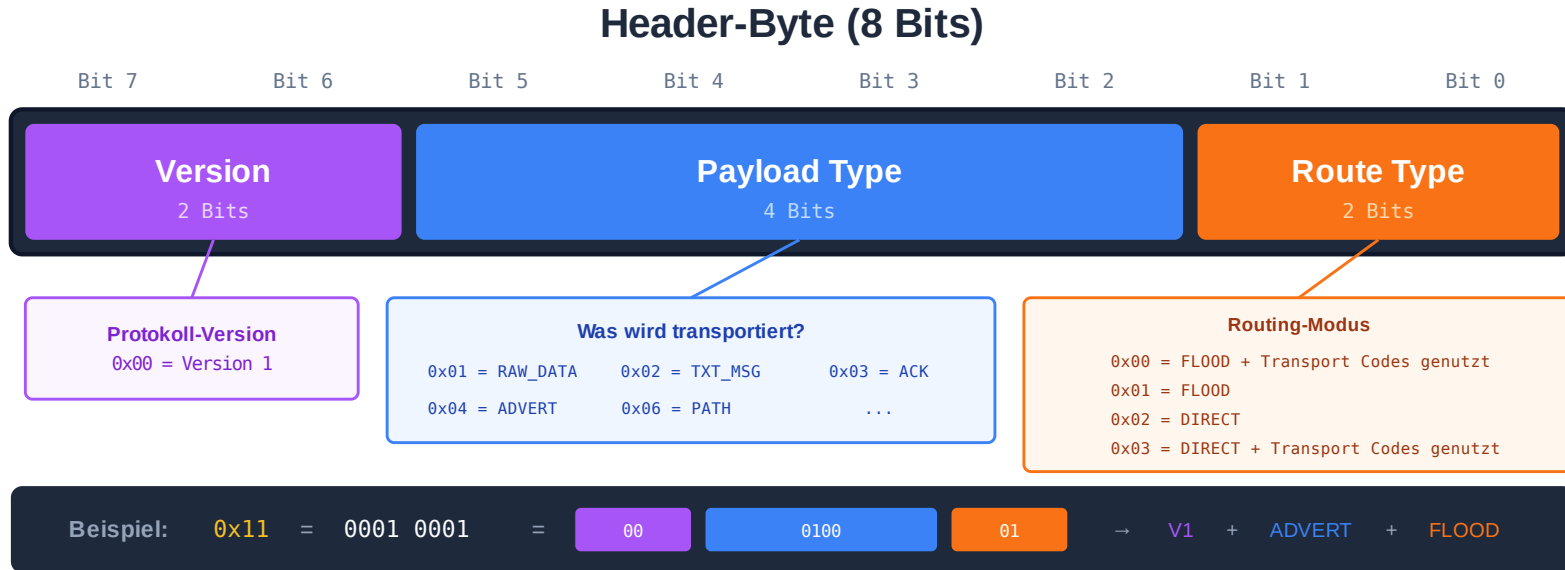 Header-Byte (8 Bits)
Bit 7 Bit 6 Bit 5 Bit 4 Bit 3 Bit 2 Bit 1 Bit 0
Version
2 Bits
Payload Type
4 Bits
Route Type
2 Bits
Protokoll-Version
0x00 = Version 1
Was wird transportiert?
0x01 = RAW_DATA 0x02 = TXT_MSG 0x03 = ACK
0x04 = ADVERT 0x06 = PATH ...
Routing-Modus
0x00 = FLOOD + Transport Codes genutzt
0x01 = FLOOD
0x02 = DIRECT
0x03 = DIRECT + Transport Codes genutzt
Beispiel: 0x11 = 0001 0001 = 00 0100 01 → V1 + ADVERT + FLOOD